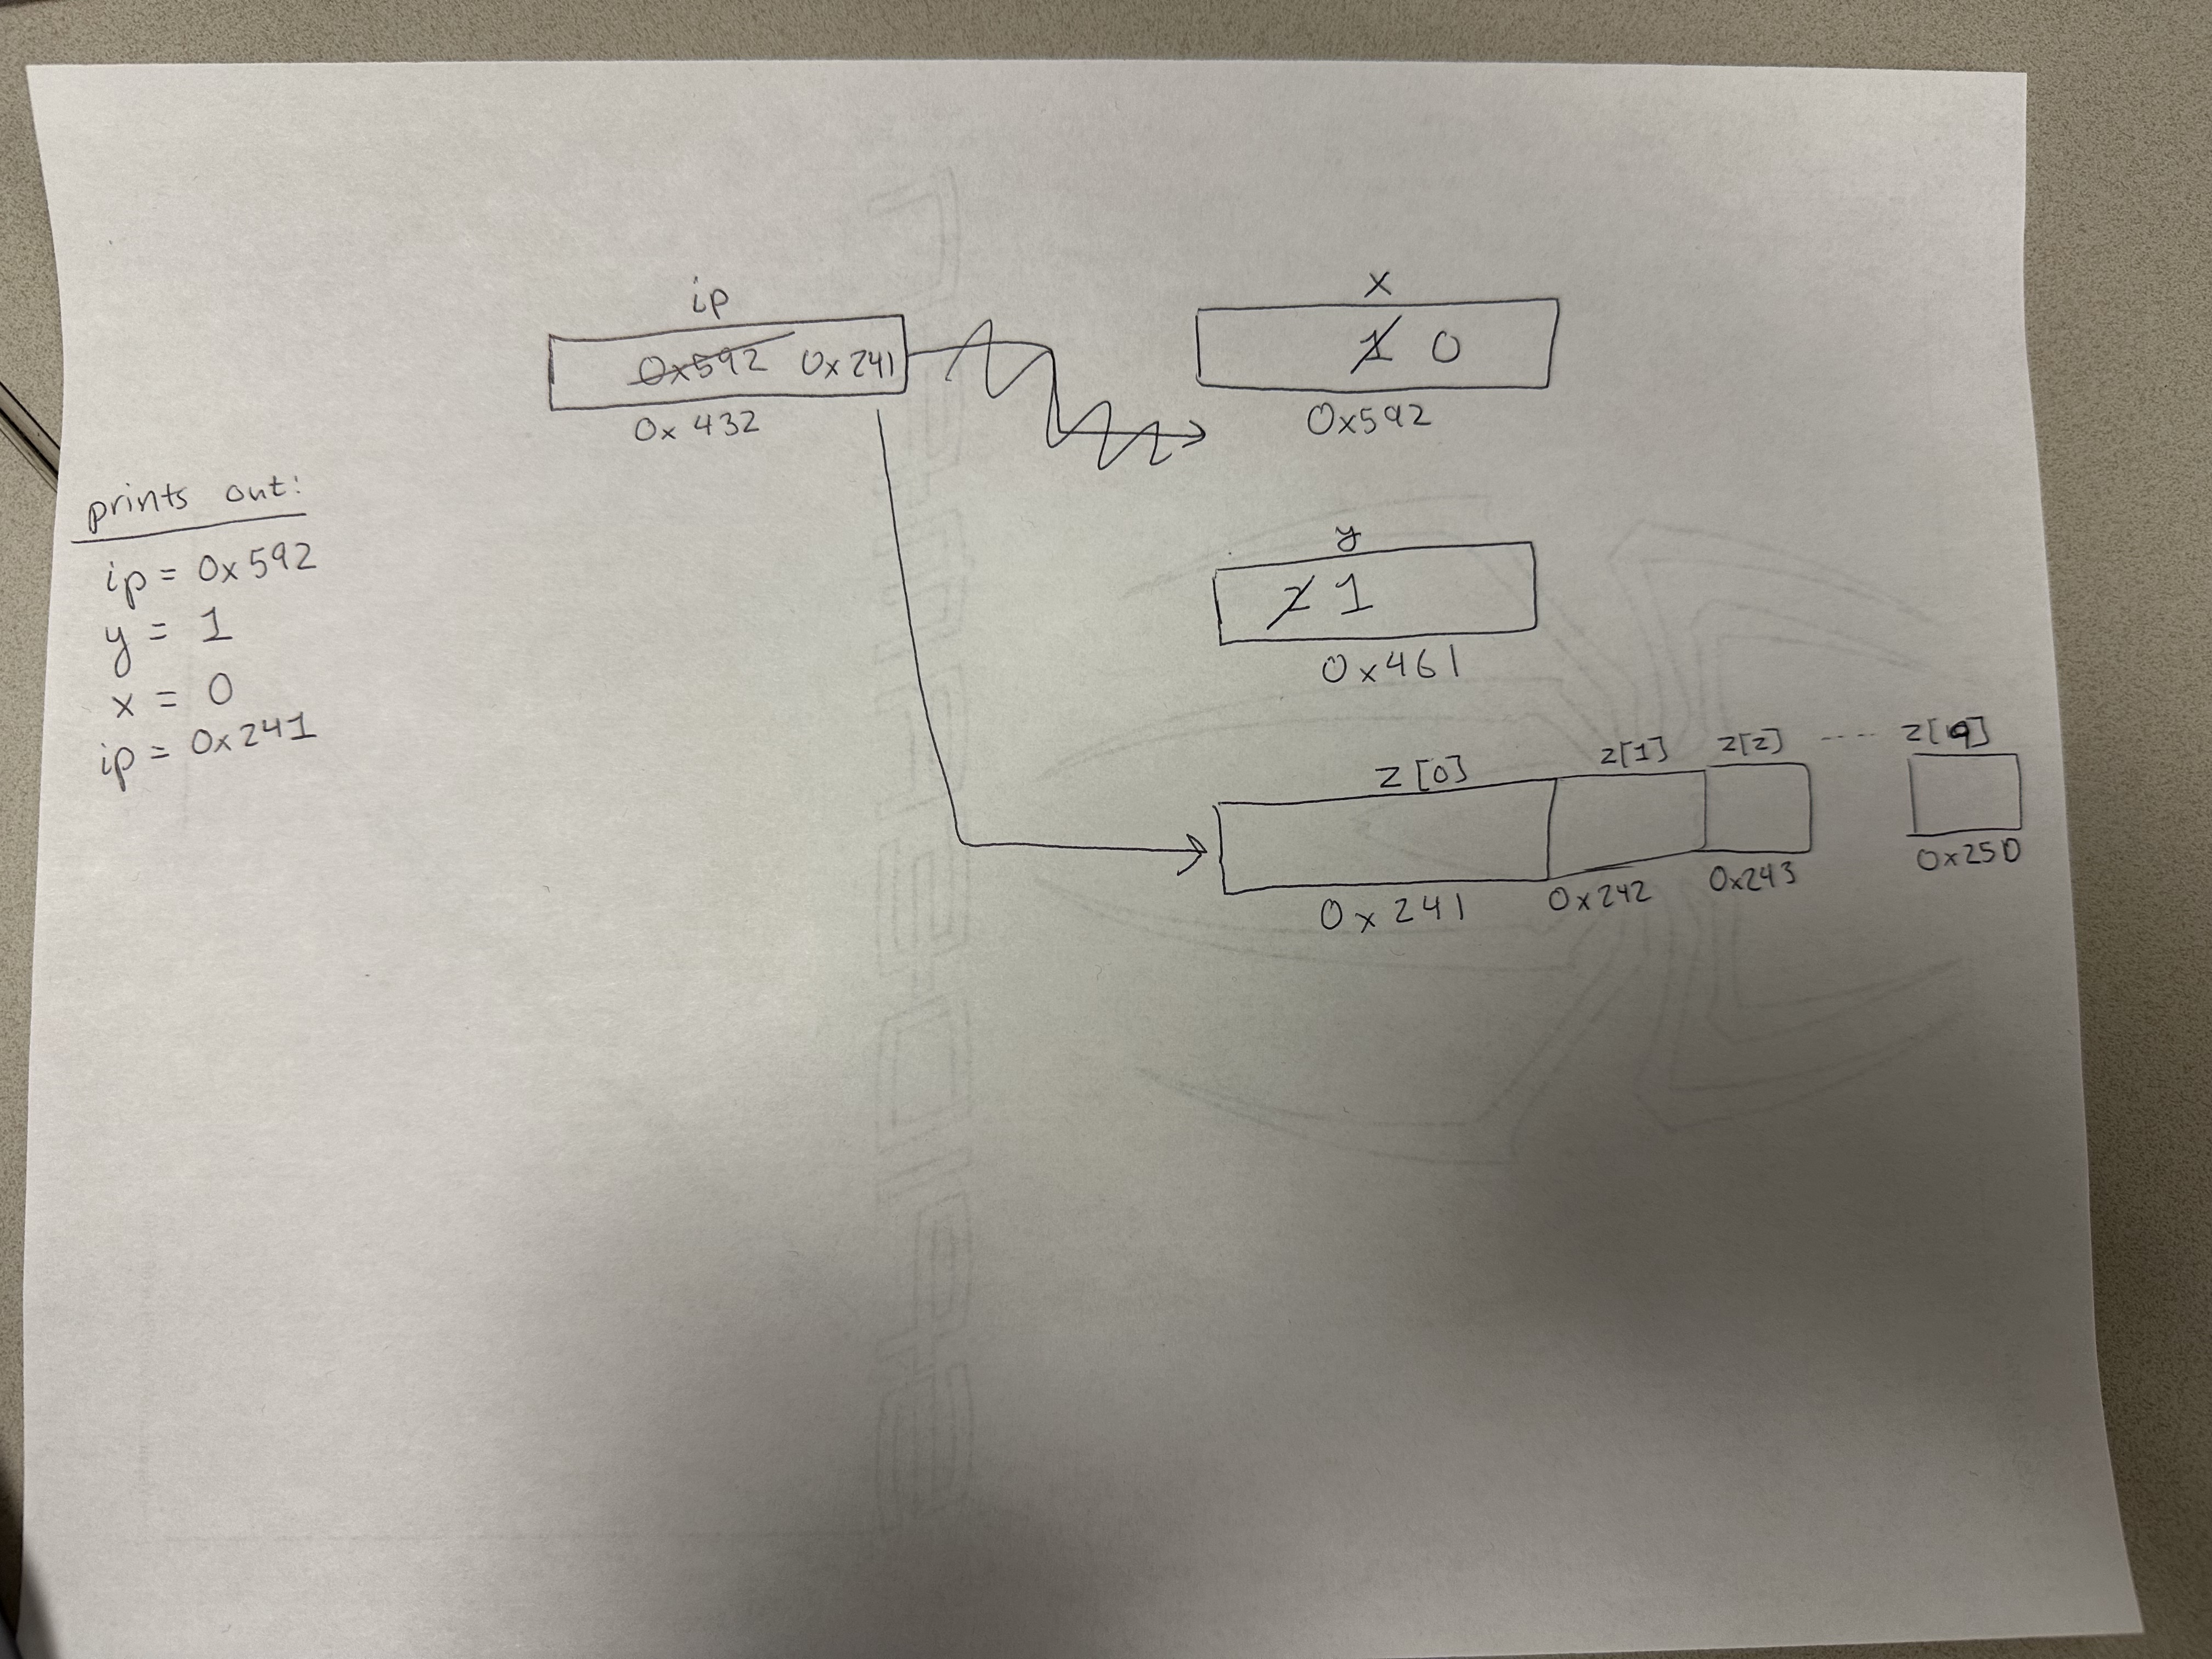 prints out:
ip = 0x592
y = 1
x = 0
ip = 0x241
ip
0x592 0x241
0x432
x
1 0
0x592
y
2 1
0x461
z[0] z[1] z[2] ----- z[9]
0x241 0x242 0x243 0x250